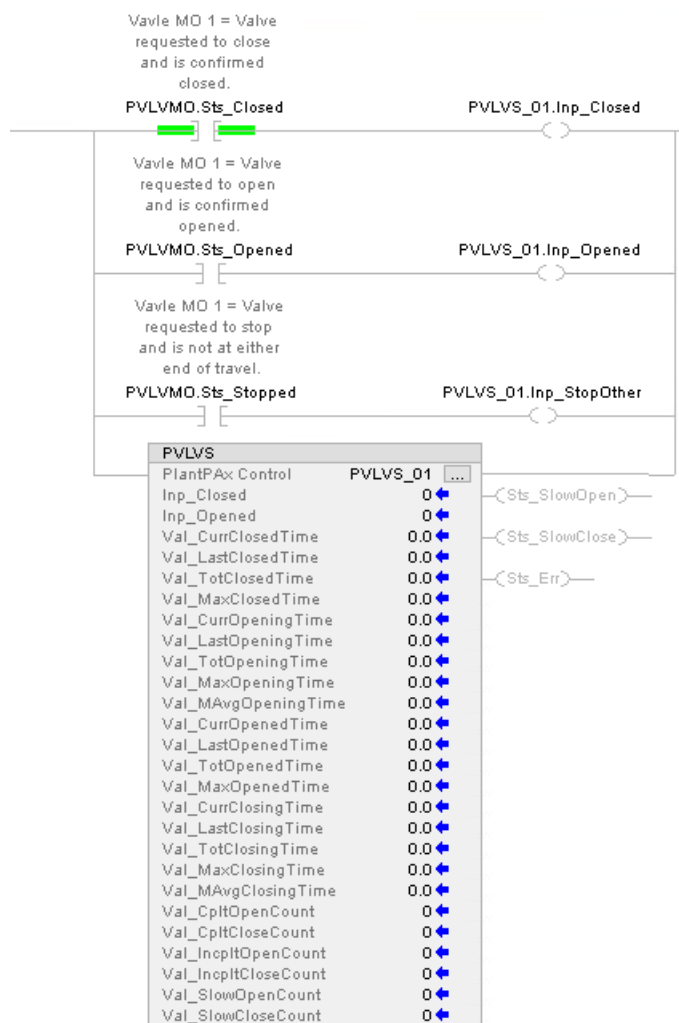 Vavle MO 1 = Valve
requested to close
and is confirmed
closed.
PVLVMO.Sts_Closed PVLVS_01.Inp_Closed
Vavle MO 1 = Valve
requested to open
and is confirmed
opened.
PVLVMO.Sts_Opened PVLVS_01.Inp_Opened
Vavle MO 1 = Valve
requested to stop
and is not at either
end of travel.
PVLVMO.Sts_Stopped PVLVS_01.Inp_StopOther
PVLVS
PlantPAx Control PVLVS_01 ...
Inp_Closed 0 Sts_SlowOpen
Inp_Opened 0
Val_CurrClosedTime 0.0 Sts_SlowClose
Val_LastClosedTime 0.0
Val_TotClosedTime 0.0 Sts_Err
Val_MaxClosedTime 0.0
Val_CurrOpeningTime 0.0
Val_LastOpeningTime 0.0
Val_TotOpeningTime 0.0
Val_MaxOpeningTime 0.0
Val_MAvgOpeningTime 0.0
Val_CurrOpenedTime 0.0
Val_LastOpenedTime 0.0
Val_TotOpenedTime 0.0
Val_MaxOpenedTime 0.0
Val_CurrClosingTime 0.0
Val_LastClosingTime 0.0
Val_TotClosingTime 0.0
Val_MaxClosingTime 0.0
Val_MAvgClosingTime 0.0
Val_CpltOpenCount 0
Val_CpltCloseCount 0
Val_IncpltOpenCount 0
Val_IncpltCloseCount 0
Val_SlowOpenCount 0
Val_SlowCloseCount 0